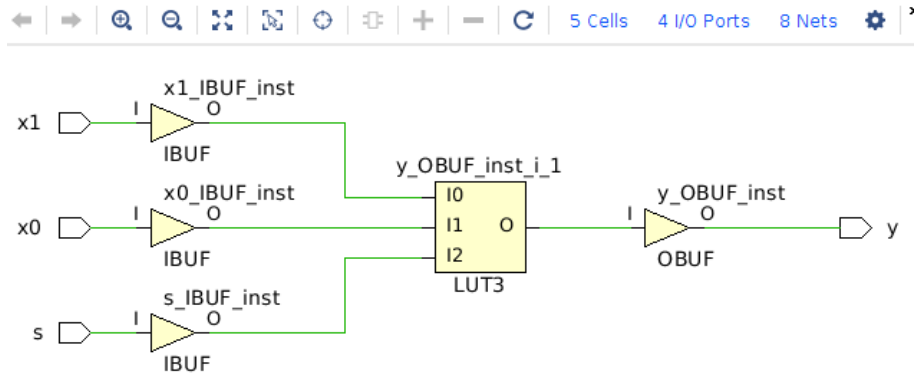 5 Cells 4 I/O Ports 8 Nets
x1_IBUF_inst
x1 I O
IBUF
y_OBUF_inst_i_1
x0_IBUF_inst
x0 I O
IBUF
I0
I1 O
I2
LUT3
y_OBUF_inst
I O y
OBUF
s_IBUF_inst
s I O
IBUF